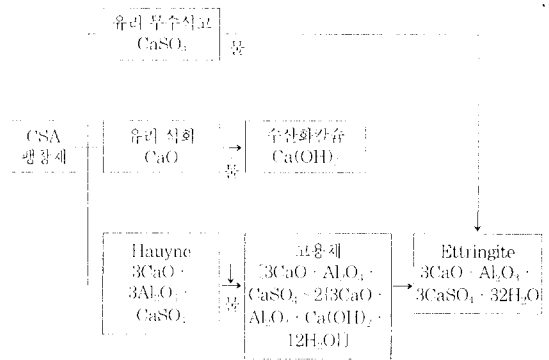 유리 무수석고
CaSO₄
물
CSA
팽창재
유리 석회
CaO
물
수산화칼슘
Ca(OH)₂
Hauyne
3CaO ·
3Al₂O₃ ·
CaSO₄
물
고용체
[3CaO · Al₂O₃ ·
CaSO₄ - 2[3CaO ·
Al₂O₃ · Ca(OH)₂ ·
12H₂O]]
Ettringite
3CaO · Al₂O₃ ·
3CaSO₄ · 32H₂O